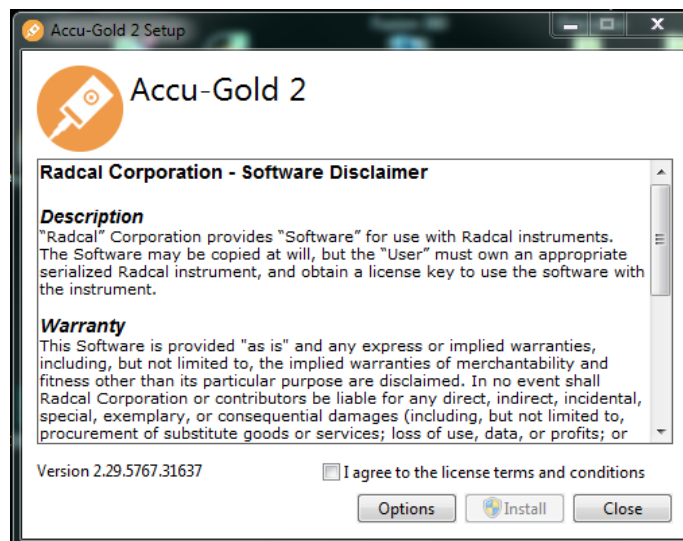 Accu-Gold 2 Setup
Accu-Gold 2
Radcal Corporation - Software Disclaimer
Description
“Radcal” Corporation provides “Software” for use with Radcal instruments.
The Software may be copied at will, but the “User” must own an appropriate
serialized Radcal instrument, and obtain a license key to use the software with
the instrument.
Warranty
This Software is provided "as is" and any express or implied warranties,
including, but not limited to, the implied warranties of merchantability and
fitness other than its particular purpose are disclaimed. In no event shall
Radcal Corporation or contributors be liable for any direct, indirect, incidental,
special, exemplary, or consequential damages (including, but not limited to,
procurement of substitute goods or services; loss of use, data, or profits; or
Version 2.29.5767.31637
I agree to the license terms and conditions
Options
Install
Close